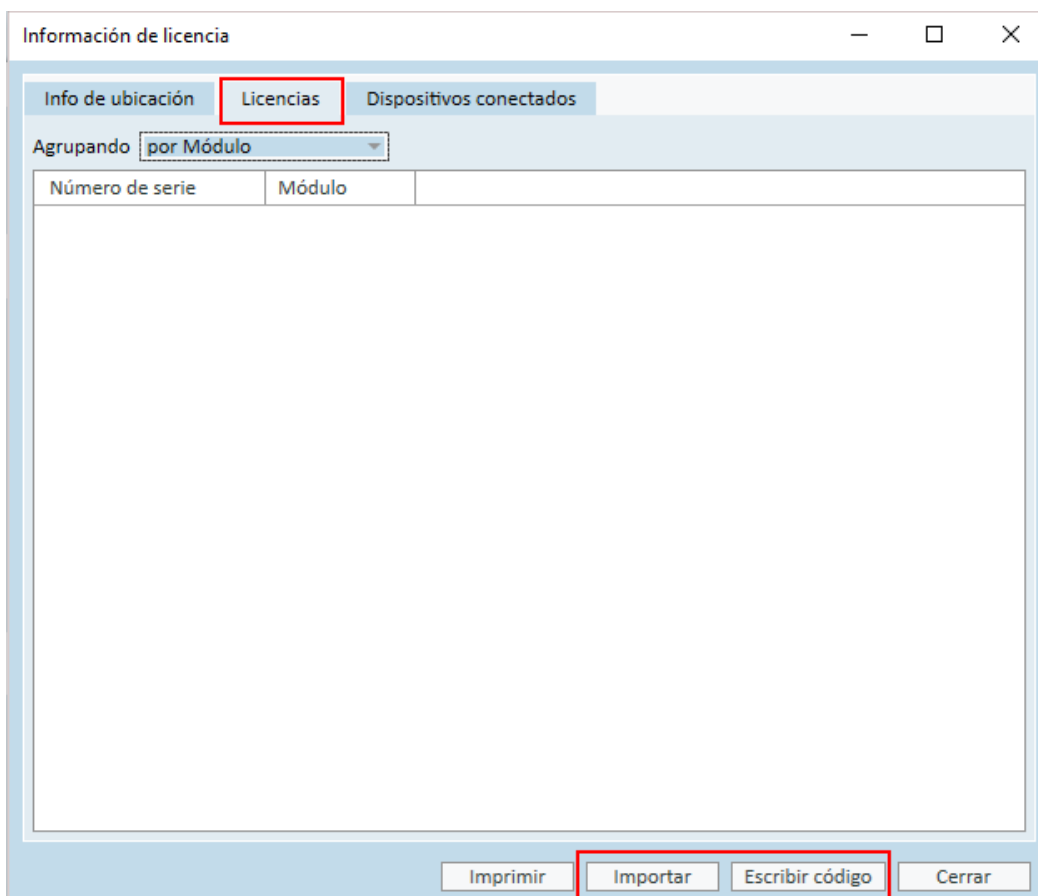 Información de licencia
Info de ubicación Licencias Dispositivos conectados
Agrupando por Módulo
Número de serie Módulo
Imprimir Importar Escribir código Cerrar